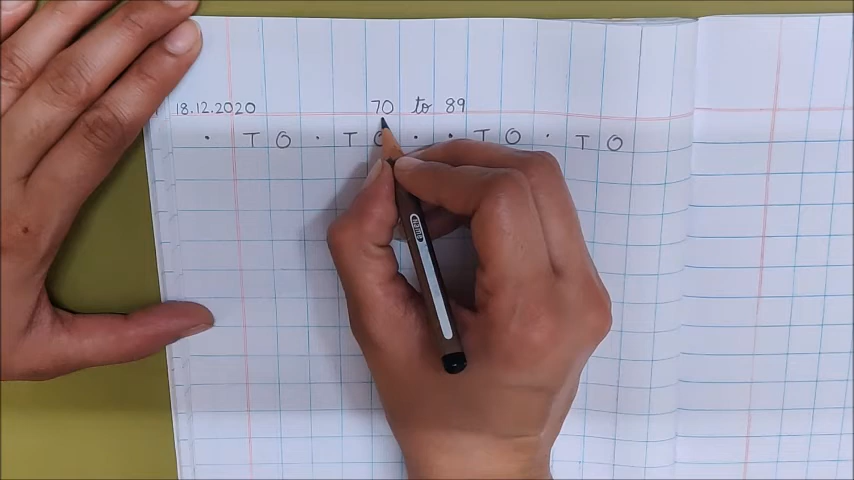 18.12.2020 70 to 89
. T O . T O . . T O . T O